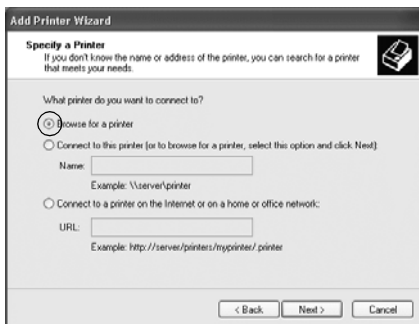 Add Printer Wizard
Specify a Printer
If you don't know the name or address of the printer, you can search for a printer
that meets your needs.
What printer do you want to connect to?
Browse for a printer
Connect to this printer (or to browse for a printer, select this option and click Next):
Name:
Example: \\server\printer
Connect to a printer on the Internet or on a home or office network:
URL:
Example: http://server/printers/myprinter/.printer
< Back
Next >
Cancel